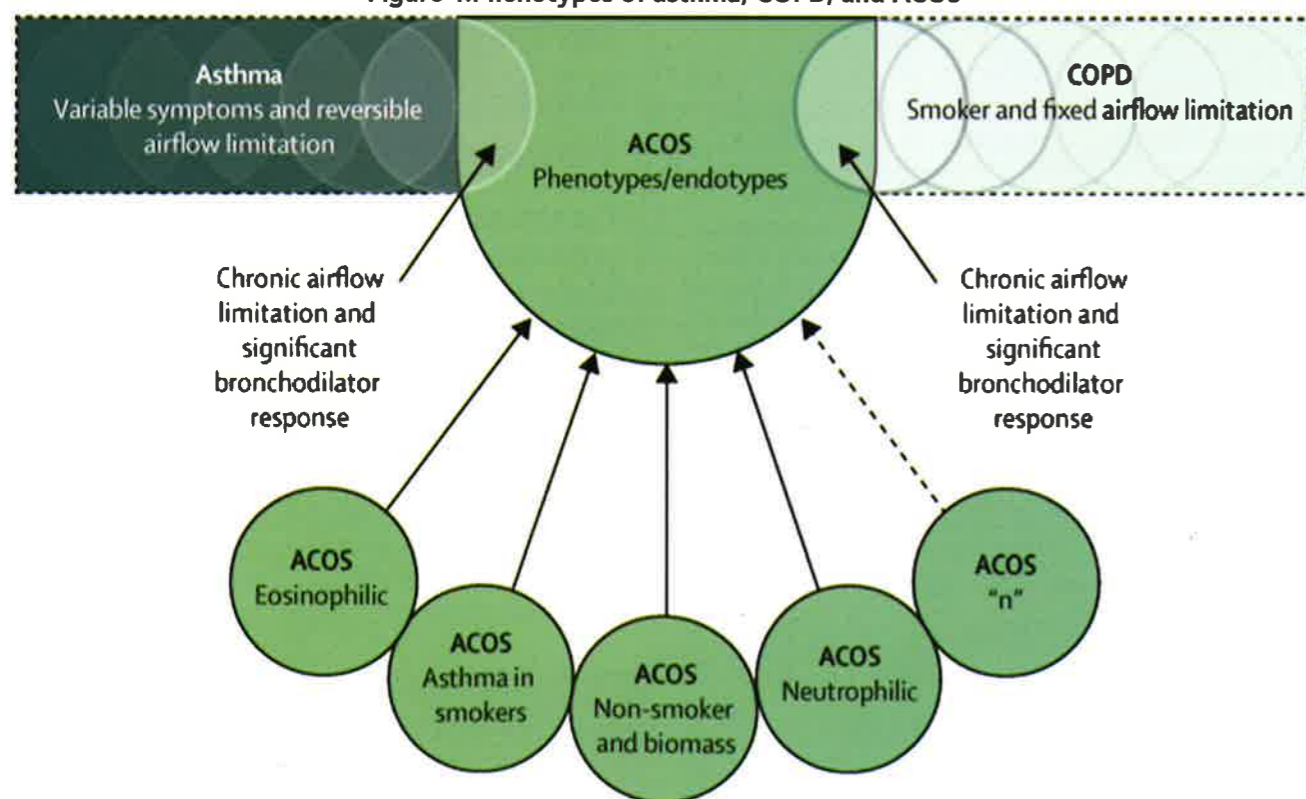 Asthma
Variable symptoms and reversible
airflow limitation
ACOS
Phenotypes/endotypes
COPD
Smoker and fixed airflow limitation
Chronic airflow
limitation and
significant
bronchodilator
response
Chronic airflow
limitation and
significant
bronchodilator
response
ACOS
Eosinophilic
ACOS
Asthma in
smokers
ACOS
Non-smoker
and biomass
ACOS
Neutrophilic
ACOS
"n"